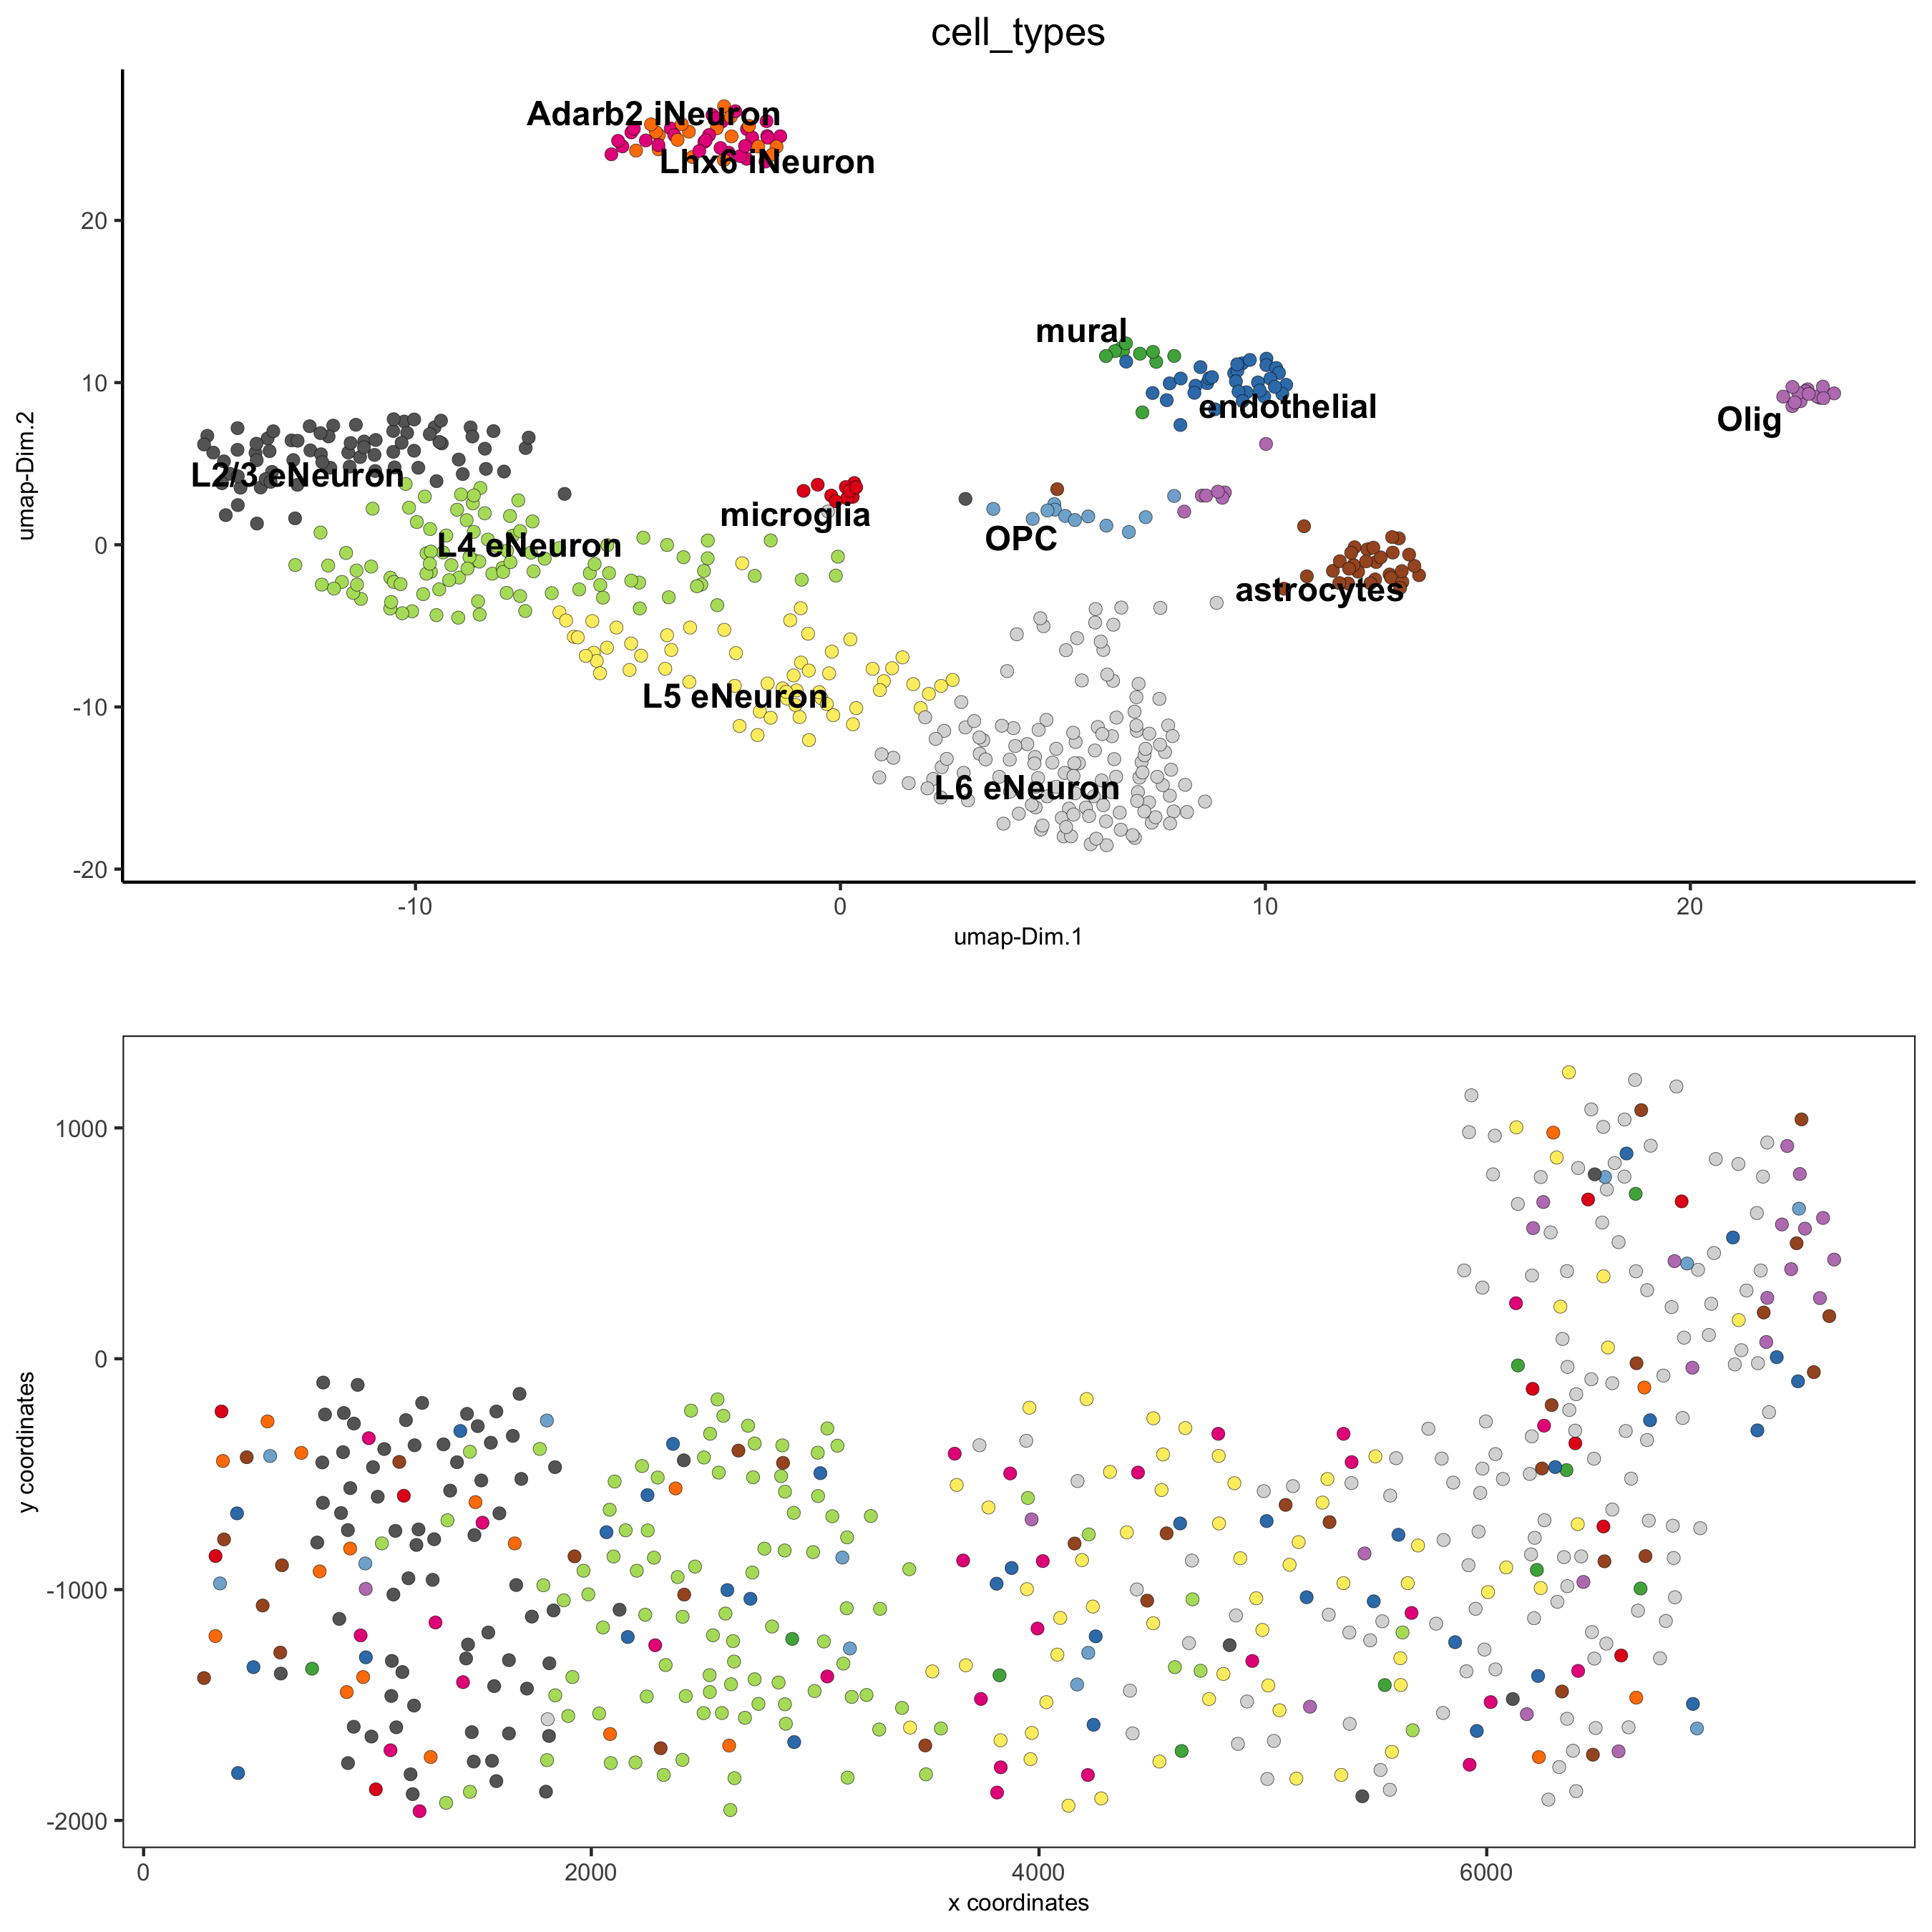 cell_types
Adarb2 iNeuron
Lhx6 iNeuron
20
mural
10
endothelial
Olig
L2/3 eNeuron
umap-Dim.2
microglia
OPC
0
L4 eNeuron
astrocytes
L5 eNeuron
-10
L6 eNeuron
-20
-10 0 10 20
umap-Dim.1
1000
0
y coordinates
-1000
-2000
0 2000 4000 6000
x coordinates